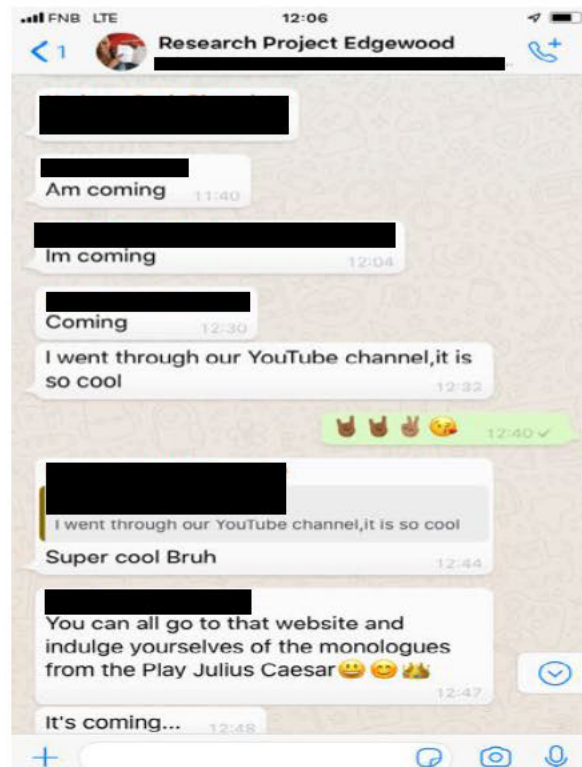 FNB LTE 12:06
1 Research Project Edgewood
Am coming 11:40
Im coming 12:04
Coming 12:30
I went through our YouTube channel,it is
so cool 12:32
12:40
I went through our YouTube channel,it is so cool
Super cool Bruh 12:44
You can all go to that website and
indulge yourselves of the monologues
from the Play Julius Caesar
12:47
It's coming... 12:48